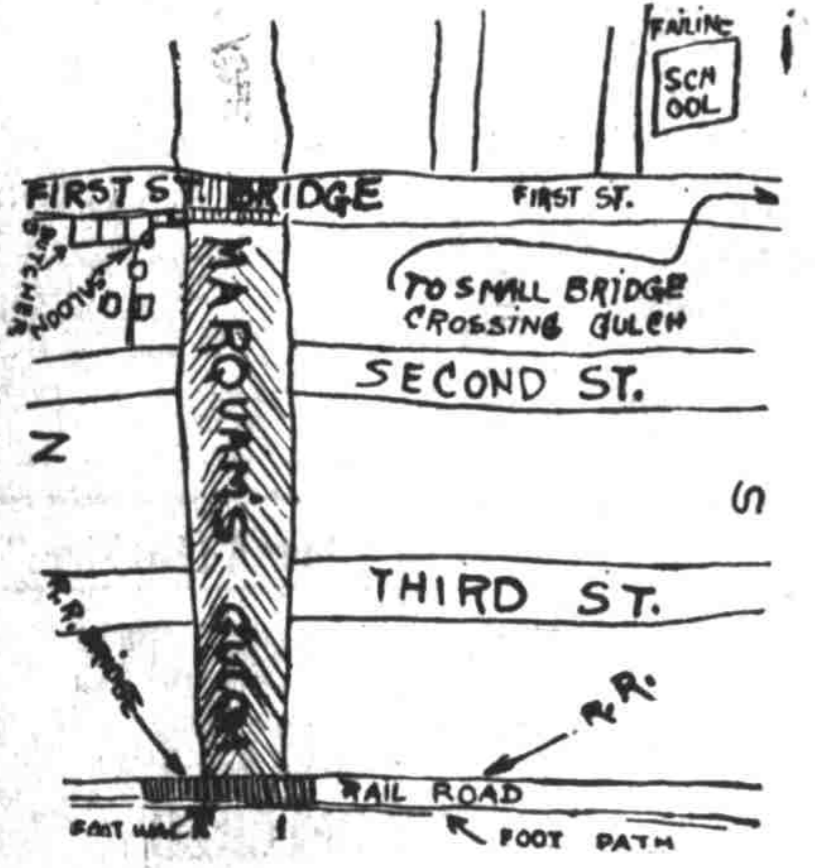 FAILING
SCH
OOL
FIRST ST. BRIDGE
FIRST ST.
BUTCHER
SALOON
TO SMALL BRIDGE
CROSSING GULCH
MARQUAM'S GULCH
SECOND ST.
N
S
THIRD ST.
R.R. BRIDGE
R.R.
RAIL ROAD
FOOT WALK
FOOT PATH